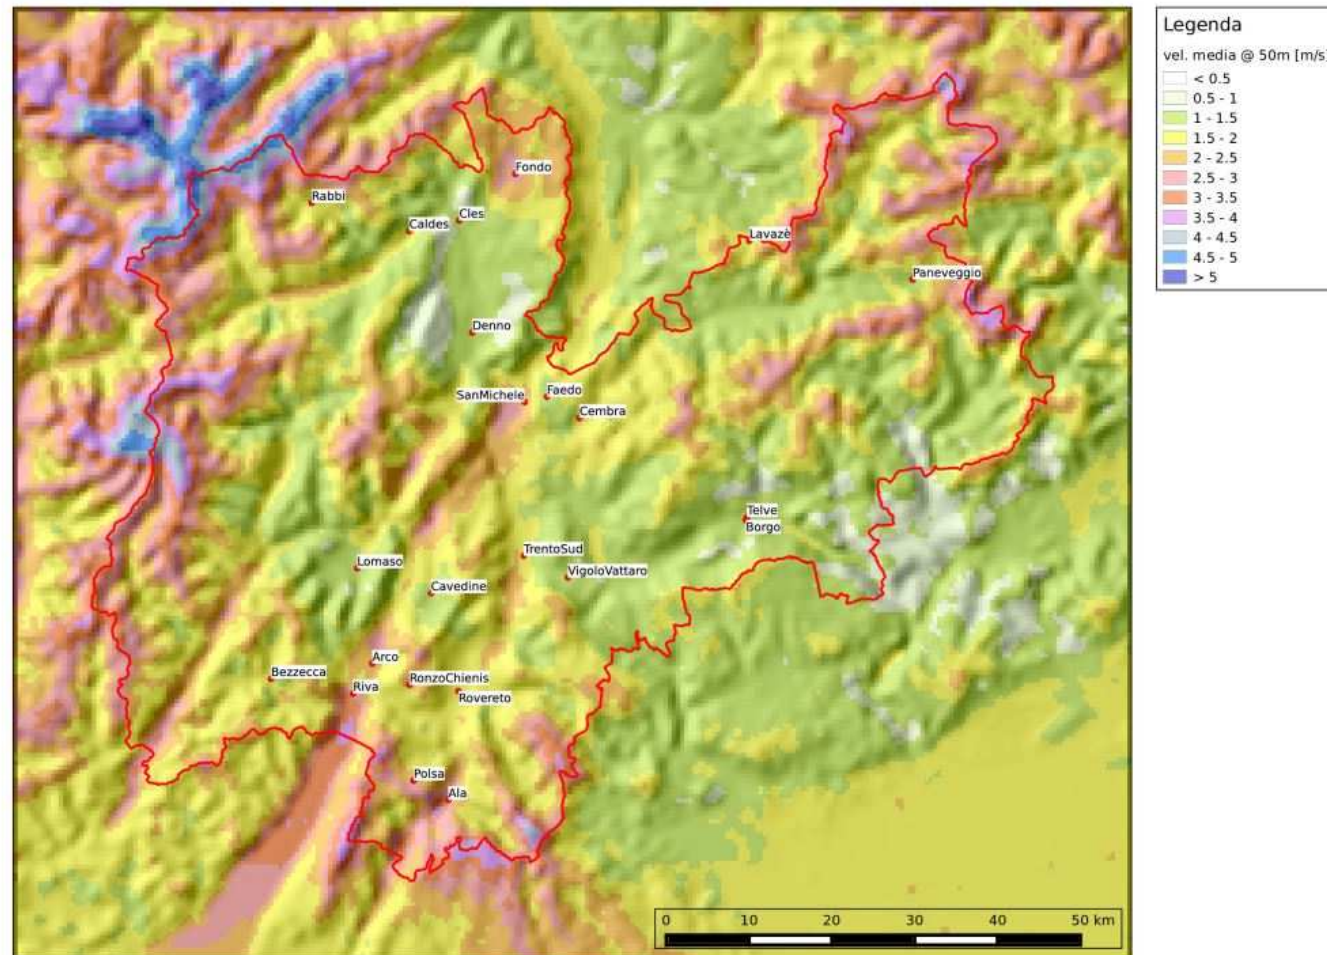 Legenda
vel. media @ 50m [m/s]
< 0.5
0.5 - 1
1 - 1.5
1.5 - 2
2 - 2.5
2.5 - 3
3 - 3.5
3.5 - 4
4 - 4.5
4.5 - 5
> 5
Fondo
Rabbi
Cles
Caldes
Lavazè
Paneveggio
Denno
SanMichele
Faedo
Cembra
Telve
Borgo
TrentoSud
Lomaso
VigoloVattaro
Cavedine
Arco
Bezzecca
RonzoChienis
Riva
Rovereto
Polsa
Ala
0 10 20 30 40 50 km